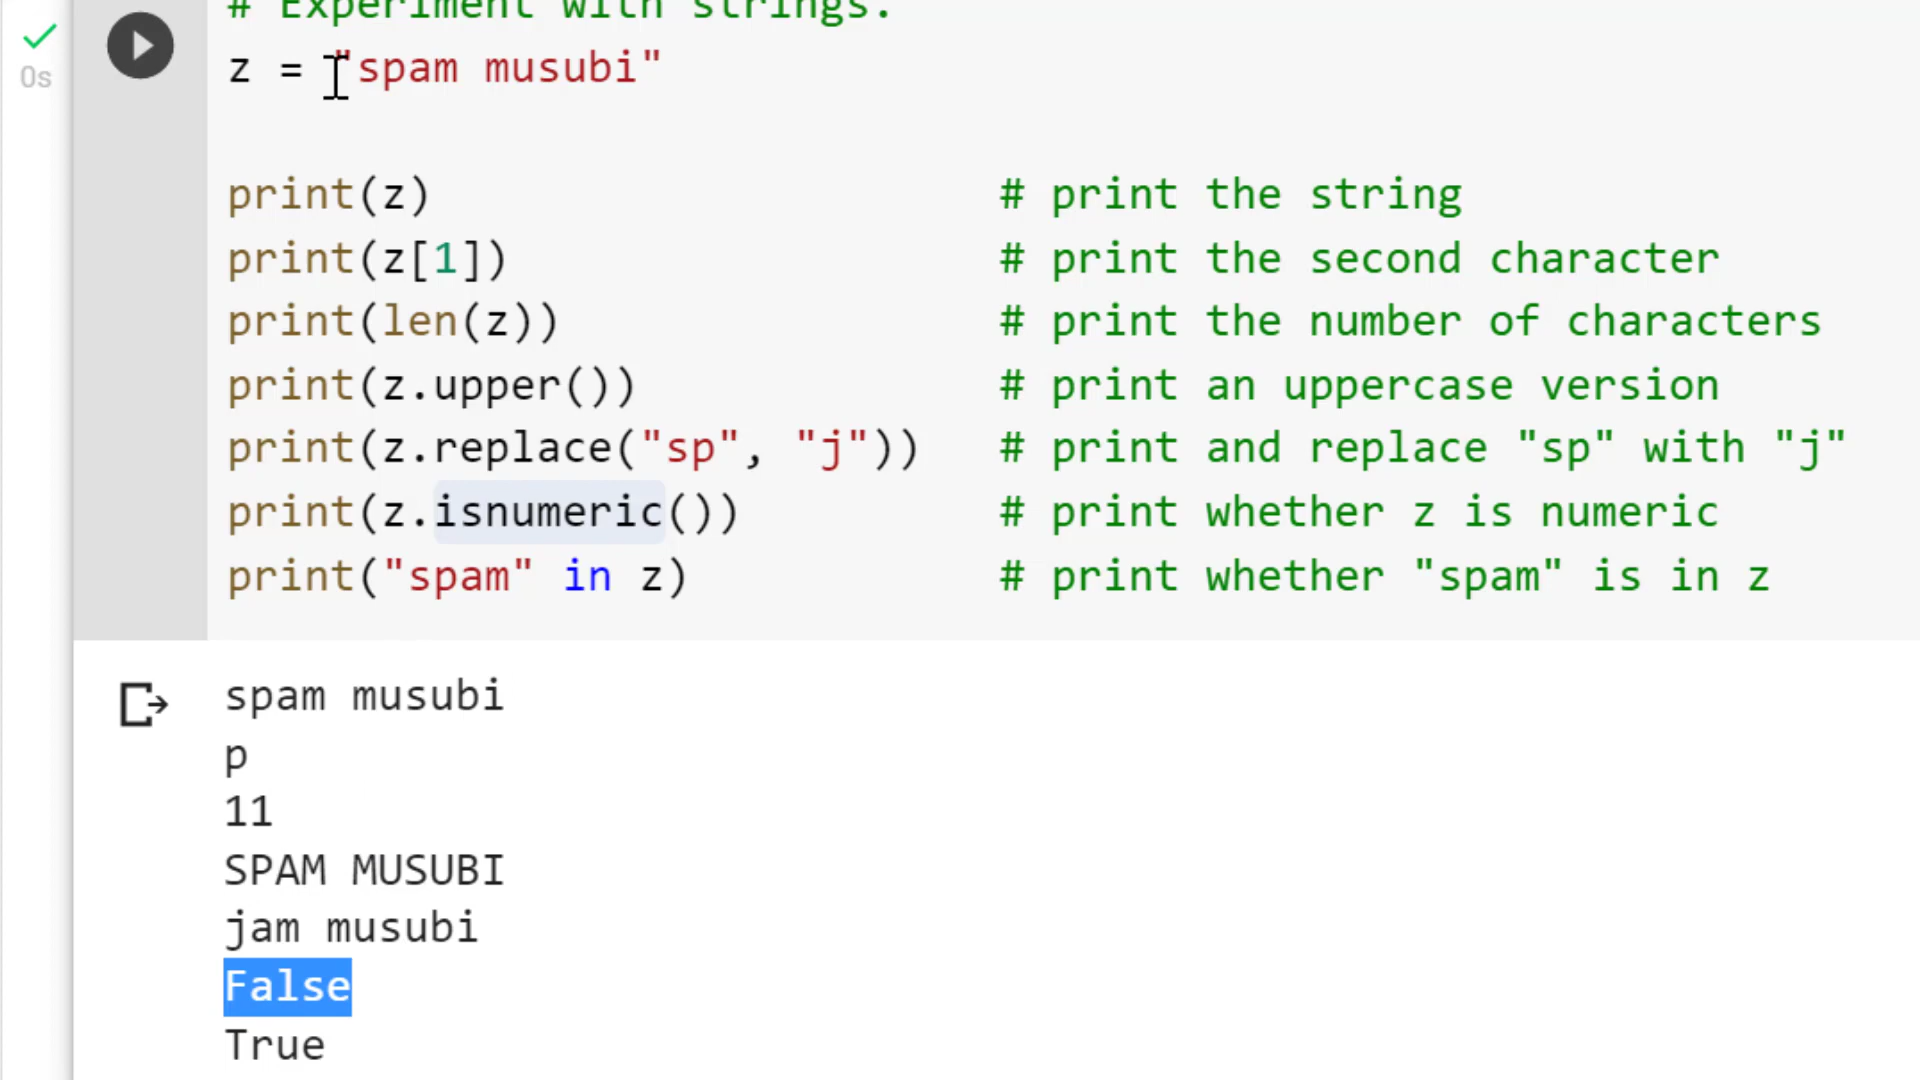 # Experiment with strings.
0s
z = "spam musubi"
print(z) # print the string
print(z[1]) # print the second character
print(len(z)) # print the number of characters
print(z.upper()) # print an uppercase version
print(z.replace("sp", "j")) # print and replace "sp" with "j"
print(z.isnumeric()) # print whether z is numeric
print("spam" in z) # print whether "spam" is in z
spam musubi
p
11
SPAM MUSUBI
jam musubi
False
True